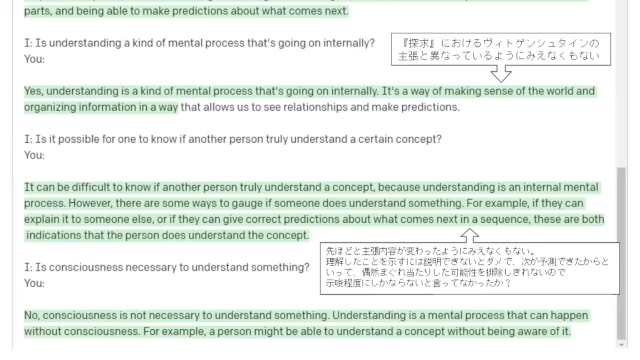 parts, and being able to make predictions about what comes next.
I: Is understanding a kind of mental process that's going on internally?
You:
『探求』におけるヴィトゲンシュタインの
主張と異なっているようにみえなくもない
Yes, understanding is a kind of mental process that's going on internally. It's a way of making sense of the world and
organizing information in a way that allows us to see relationships and make predictions.
I: Is it possible for one to know if another person truly understand a certain concept?
You:
It can be difficult to know if another person truly understand a concept, because understanding is an internal mental
process. However, there are some ways to gauge if someone does understand something. For example, if they can
explain it to someone else, or if they can give correct predictions about what comes next in a sequence, these are both
indications that the person does understand the concept.
先ほどと主張内容が変わったようにみえなくもない。
理解したことを示すには説明できないとダメで、次が予測できたからと
いって、偶然まぐれ当たりした可能性を排除しきれないので
示唆程度にしかならないと言ってなかったか？
I: Is consciousness necessary to understand something?
You:
No, consciousness is not necessary to understand something. Understanding is a mental process that can happen
without consciousness. For example, a person might be able to understand a concept without being aware of it.